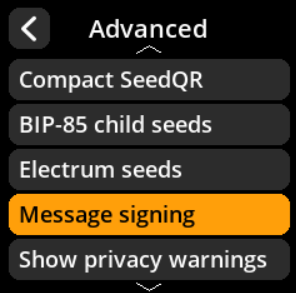 Advanced
Compact SeedQR
BIP-85 child seeds
Electrum seeds
Message signing
Show privacy warnings